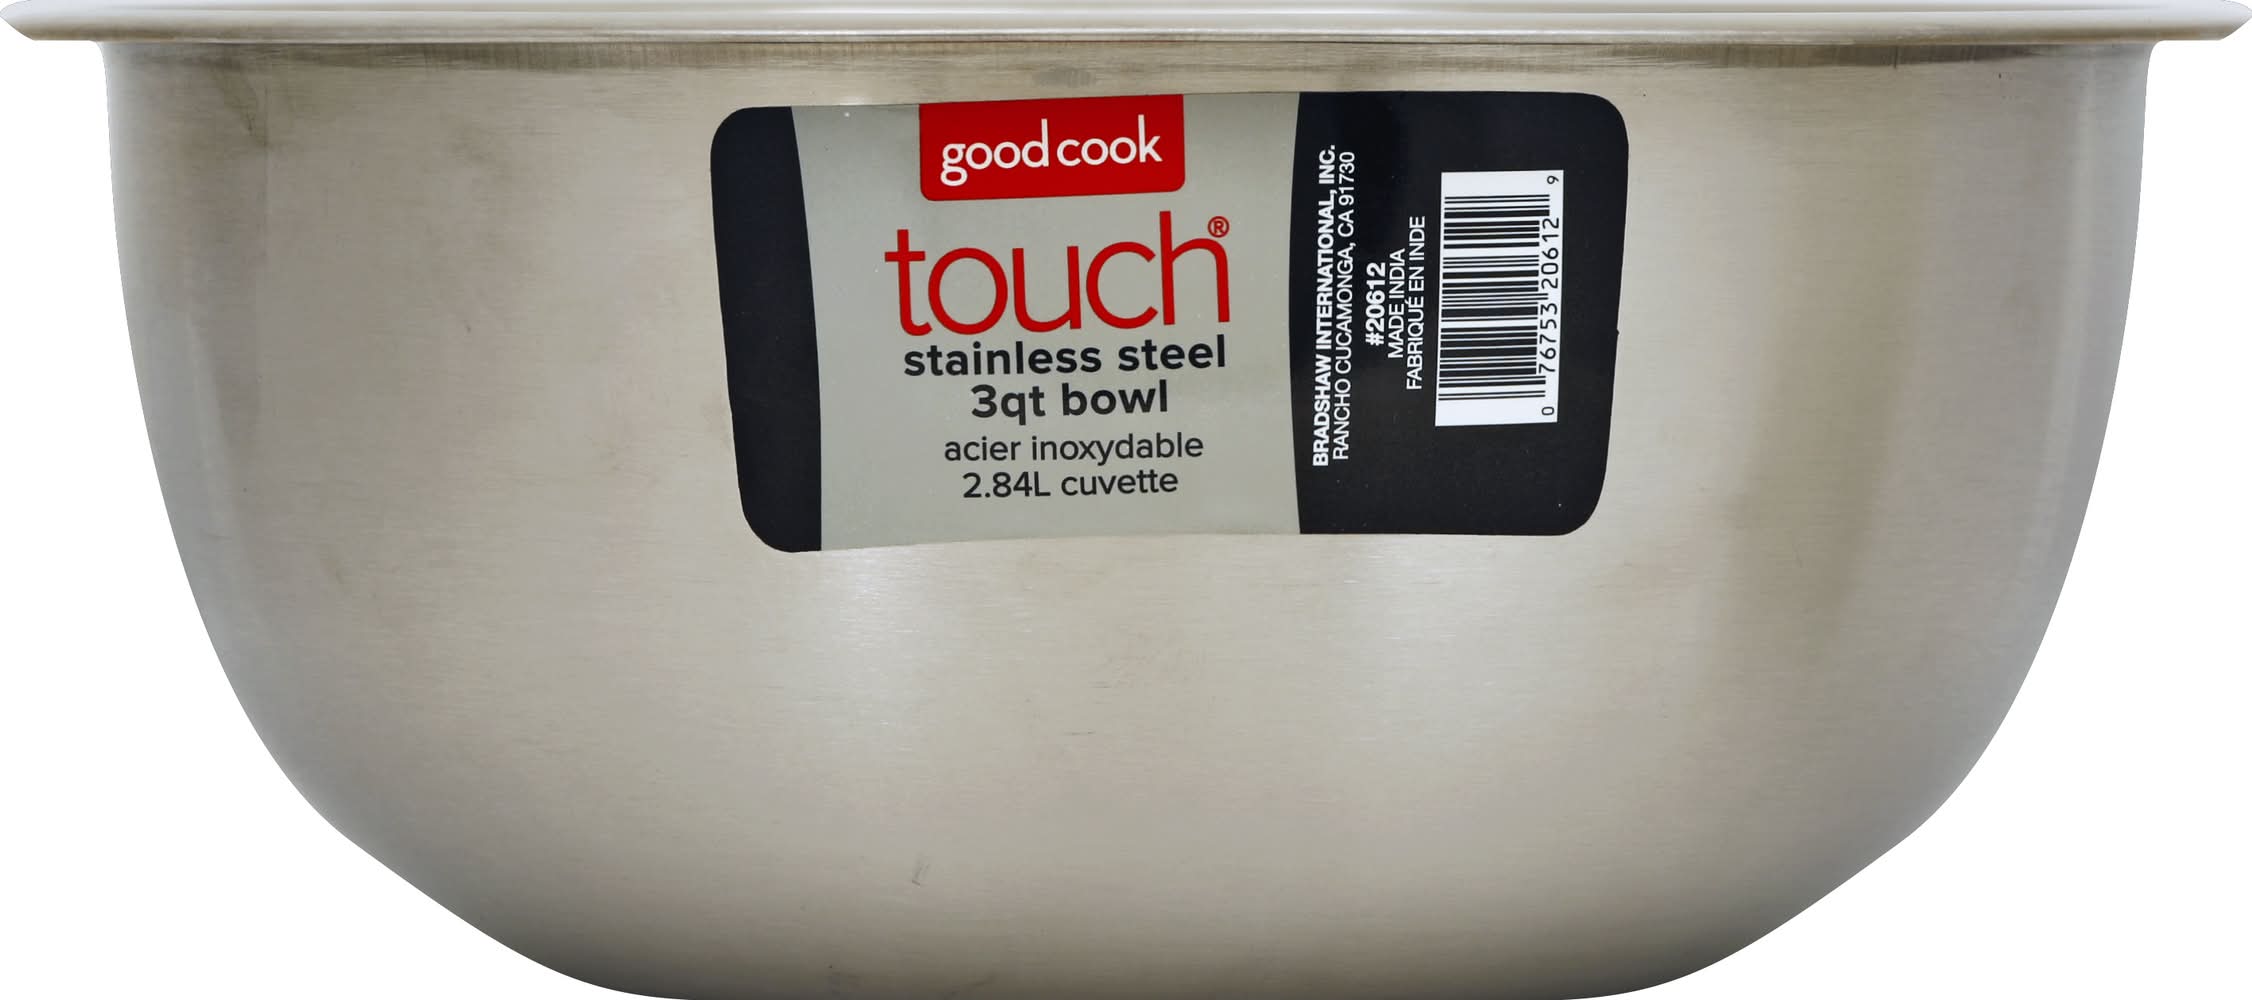 good cook
touch®
stainless steel
3qt bowl
acier inoxydable
2.84L cuvette
BRADSHAW INTERNATIONAL, INC.
RANCHO CUCAMONGA, CA 91730
#20612
MADE INDIA
FABRIQUÉ EN INDE
0 76753 20612 9